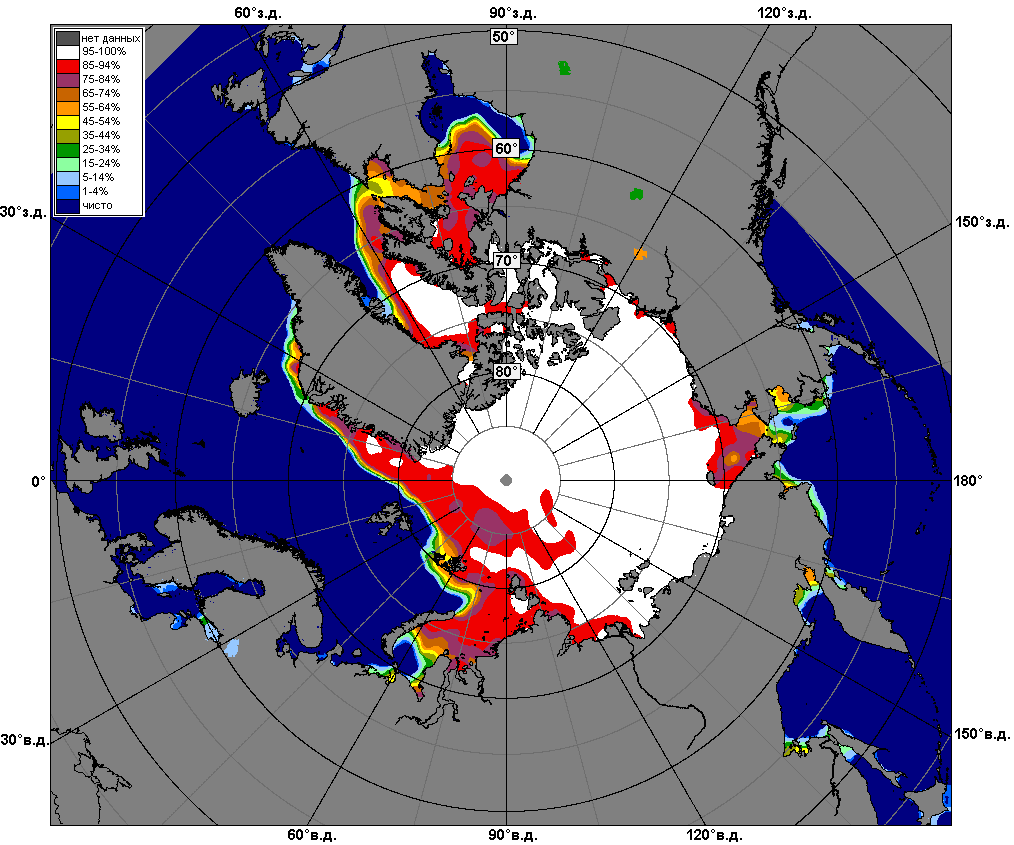 60°з.д.
90°з.д.
120°з.д.
50°
нет данных
95-100%
85-94%
75-84%
65-74%
55-64%
45-54%
35-44%
25-34%
15-24%
5-14%
1-4%
чисто
60°
30°з.д.
150°з.д.
70°
80°
0°
180°
30°в.д.
150°в.д.
60°в.д.
90°в.д.
120°в.д.